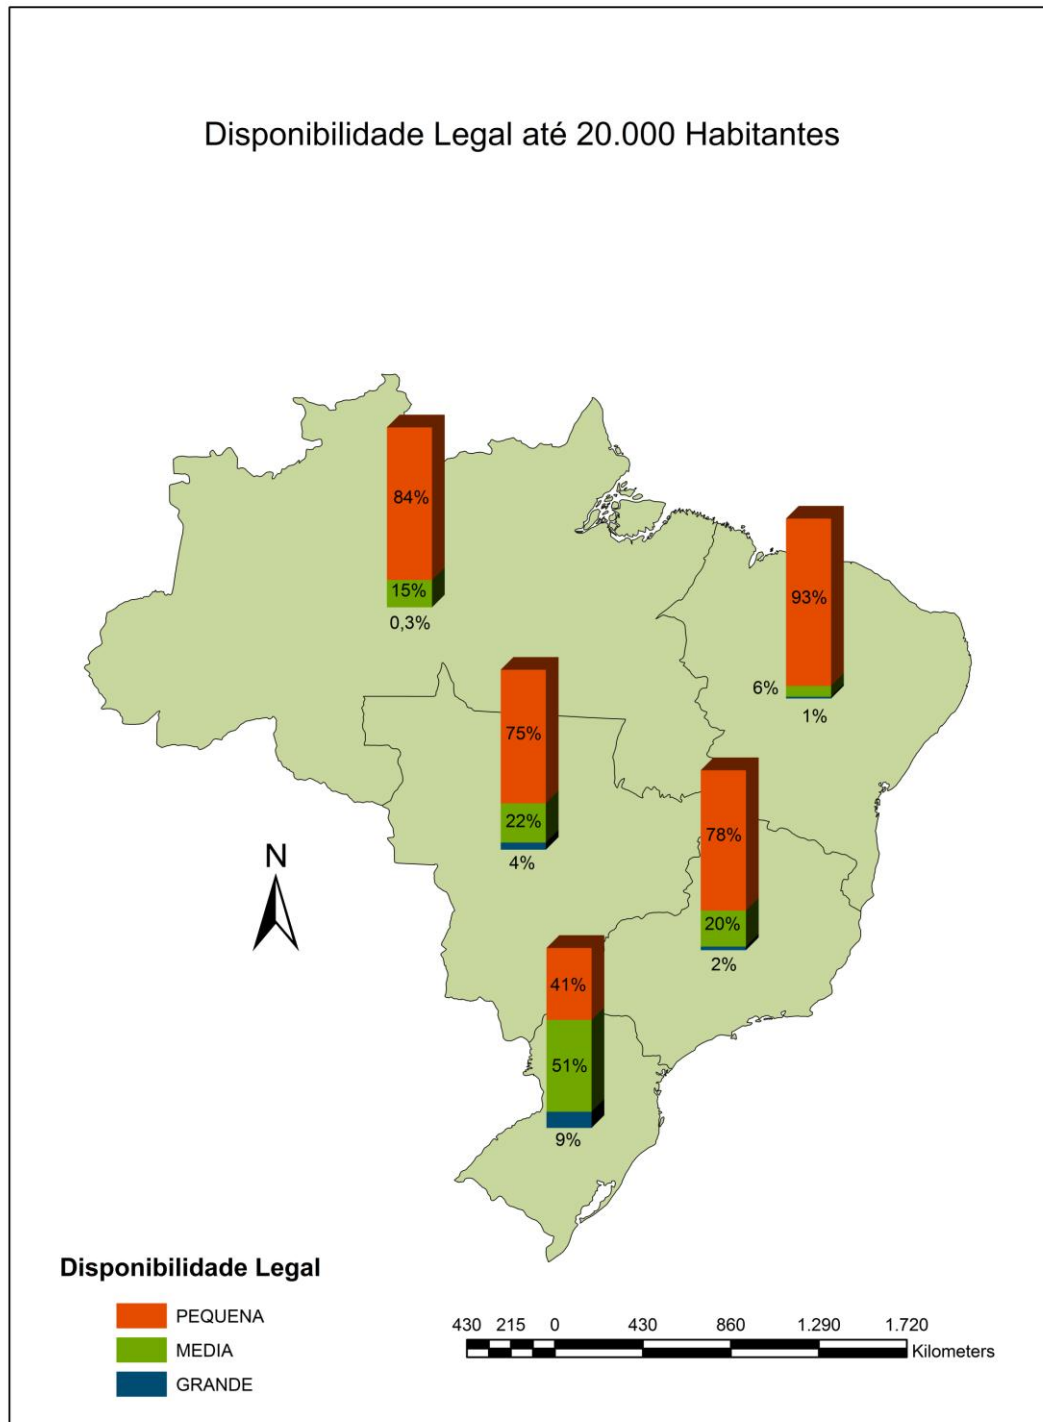 Disponibilidade Legal até 20.000 Habitantes
84%
15%
0,3%
93%
6%
1%
75%
22%
4%
78%
20%
2%
N
41%
51%
9%
Disponibilidade Legal
PEQUENA
MEDIA
GRANDE
430 215 0 430 860 1.290 1.720
Kilometers